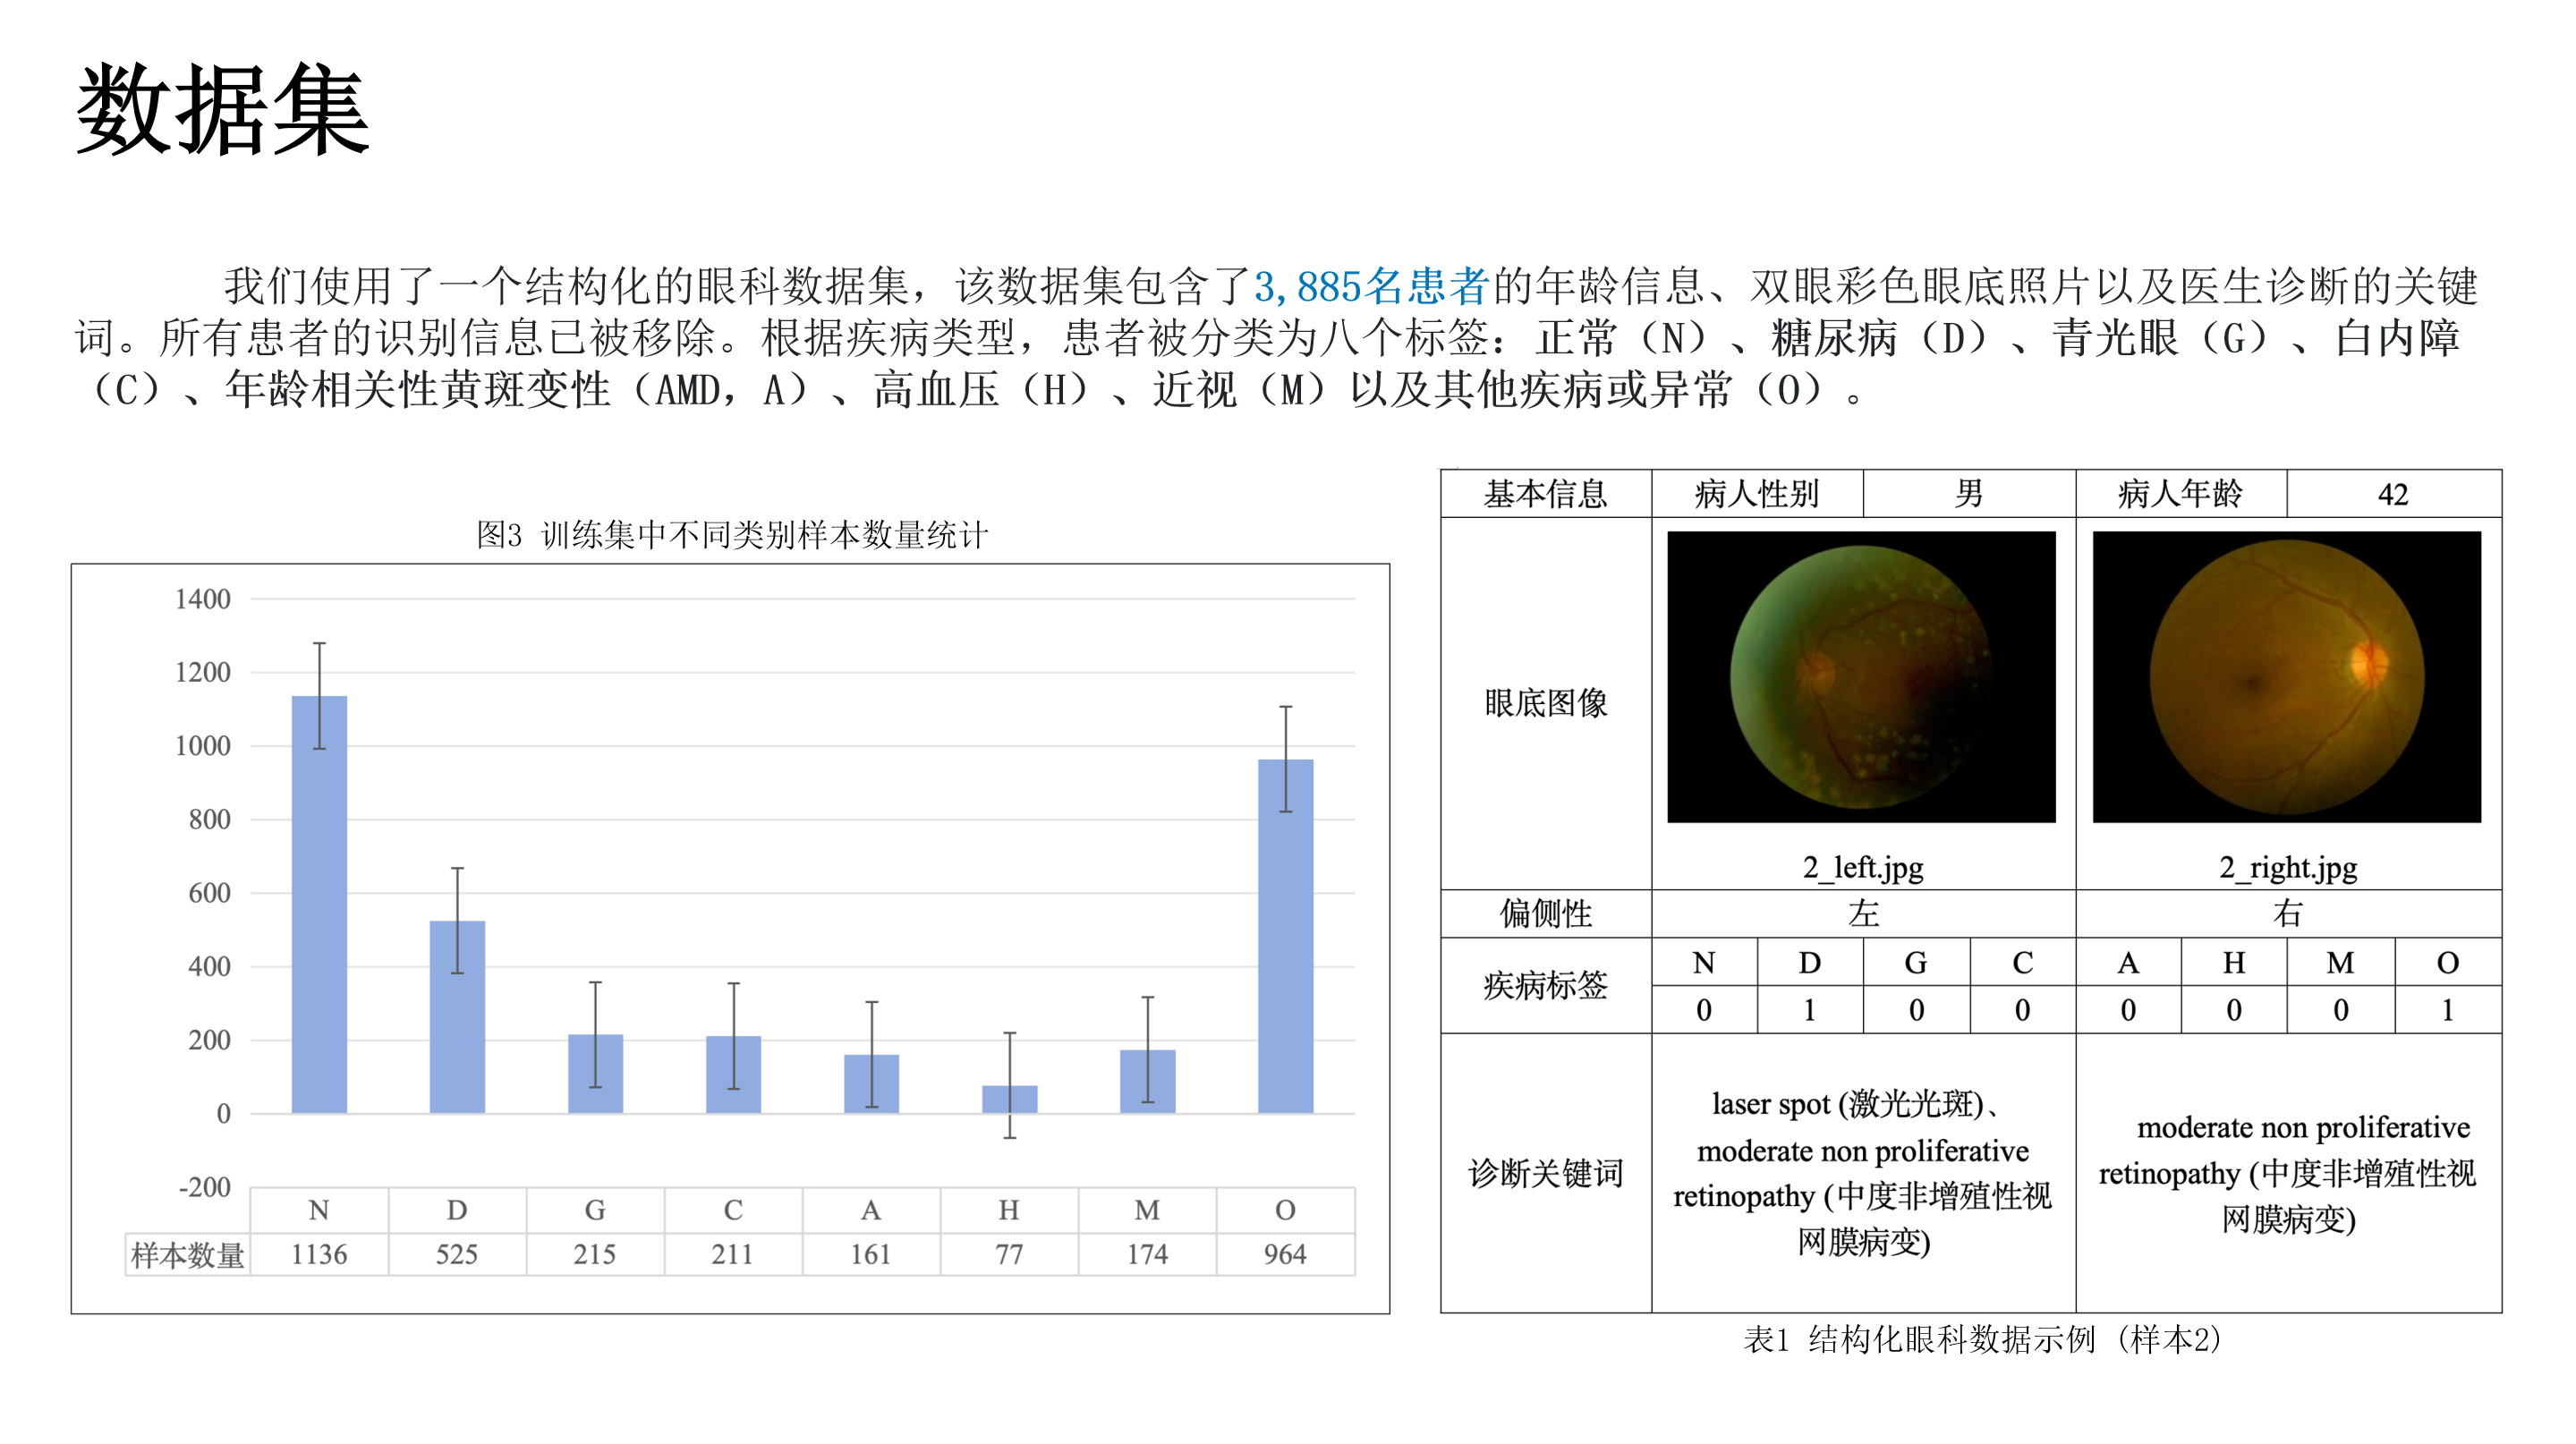 数据集
我们使用了一个结构化的眼科数据集，该数据集包含了3,885名患者的年龄信息、双眼彩色眼底照片以及医生诊断的关键
词。所有患者的识别信息已被移除。根据疾病类型，患者被分类为八个标签：正常（N）、糖尿病（D）、青光眼（G）、白内障
（C）、年龄相关性黄斑变性（AMD，A）、高血压（H）、近视（M）以及其他疾病或异常（O）。
图3 训练集中不同类别样本数量统计
1400
1200
1000
800
600
400
200
0
-200
N D G C A H M O
样本数量 1136 525 215 211 161 77 174 964
基本信息 病人性别 男 病人年龄 42
眼底图像
2_left.jpg 2_right.jpg
偏侧性 左 右
疾病标签
N D G C A H M O
0 1 0 0 0 0 0 1
诊断关键词
laser spot (激光光斑)、
moderate non proliferative
retinopathy (中度非增殖性视
网膜病变)
moderate non proliferative
retinopathy (中度非增殖性视
网膜病变)
表1 结构化眼科数据示例 (样本2)